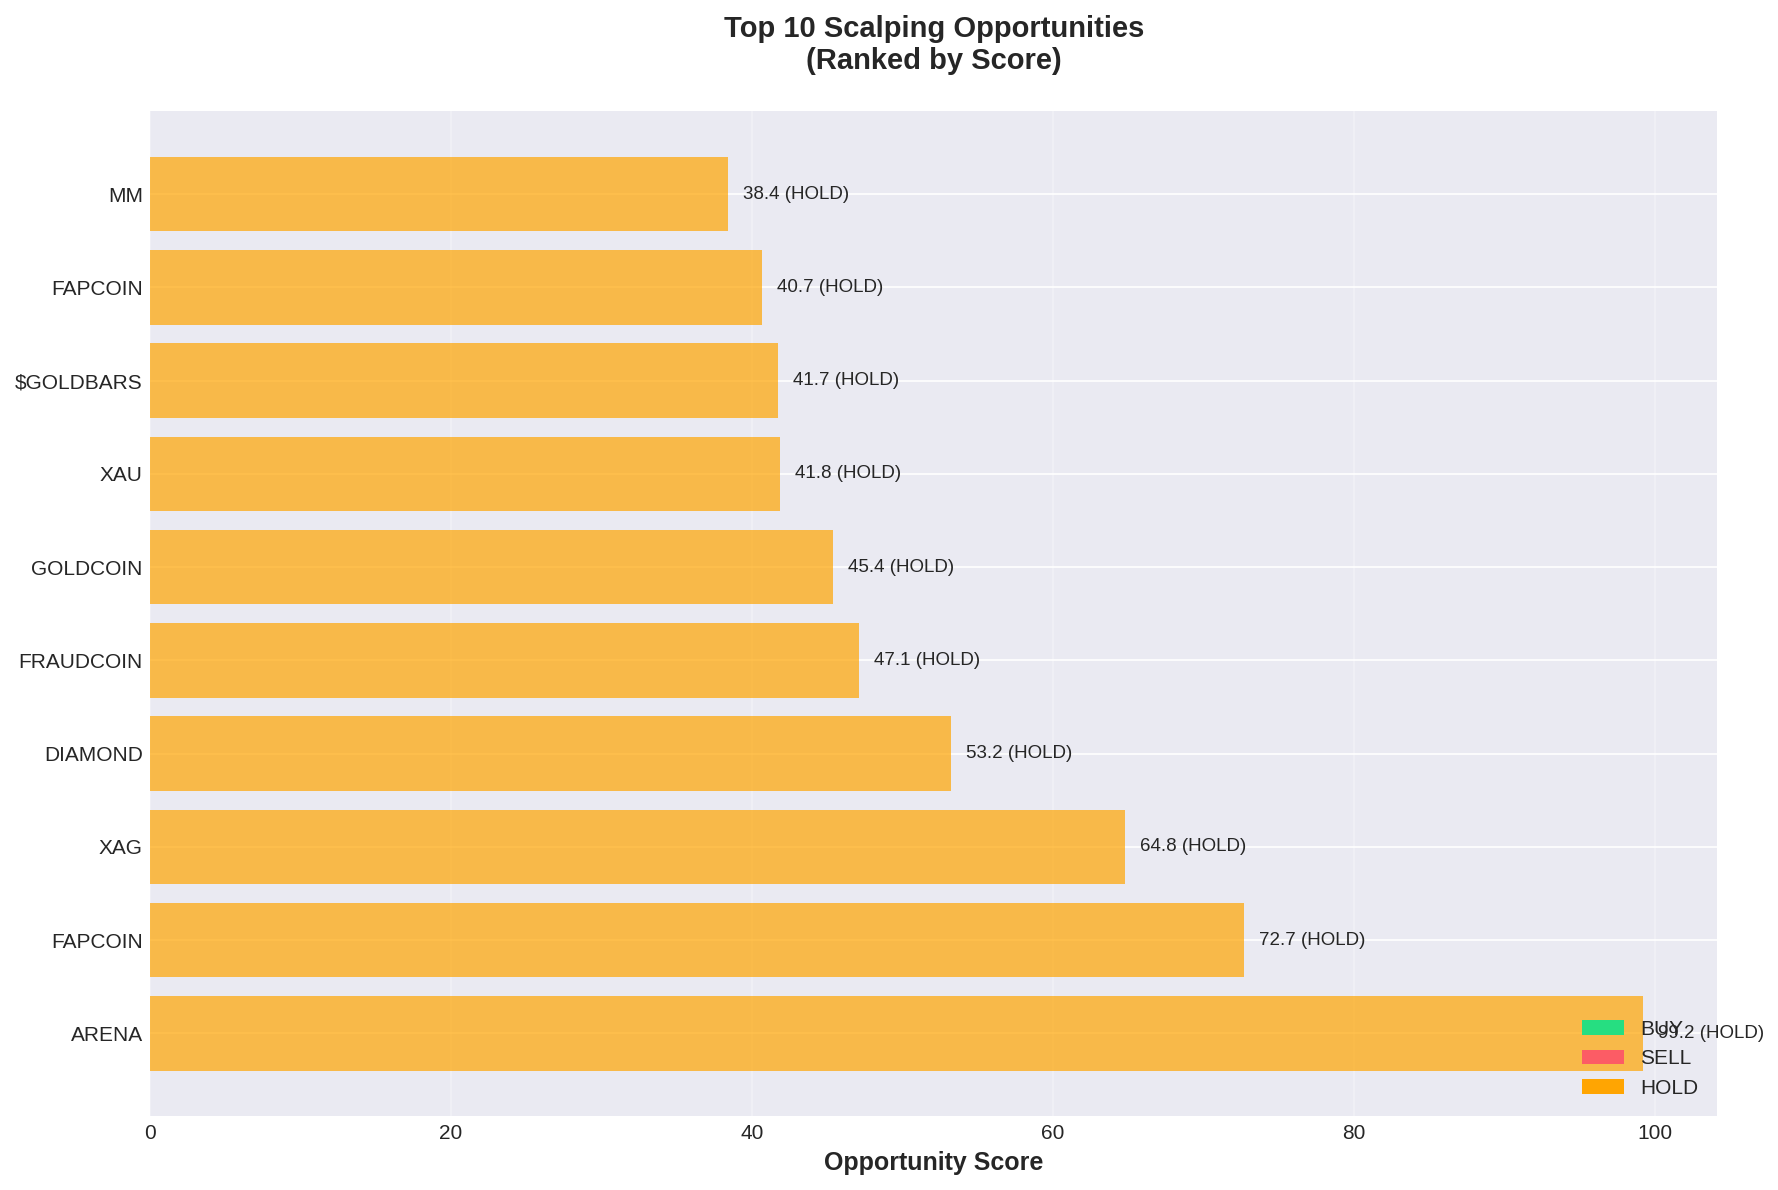 Top 10 Scalping Opportunities
(Ranked by Score)
MM
38.4 (HOLD)
FAPCOIN
40.7 (HOLD)
$GOLDBARS
41.7 (HOLD)
XAU
41.8 (HOLD)
GOLDCOIN
45.4 (HOLD)
FRAUDCOIN
47.1 (HOLD)
DIAMOND
53.2 (HOLD)
XAG
64.8 (HOLD)
FAPCOIN
72.7 (HOLD)
ARENA
99.2 (HOLD)
BUY
SELL
HOLD
0 20 40 60 80 100
Opportunity Score